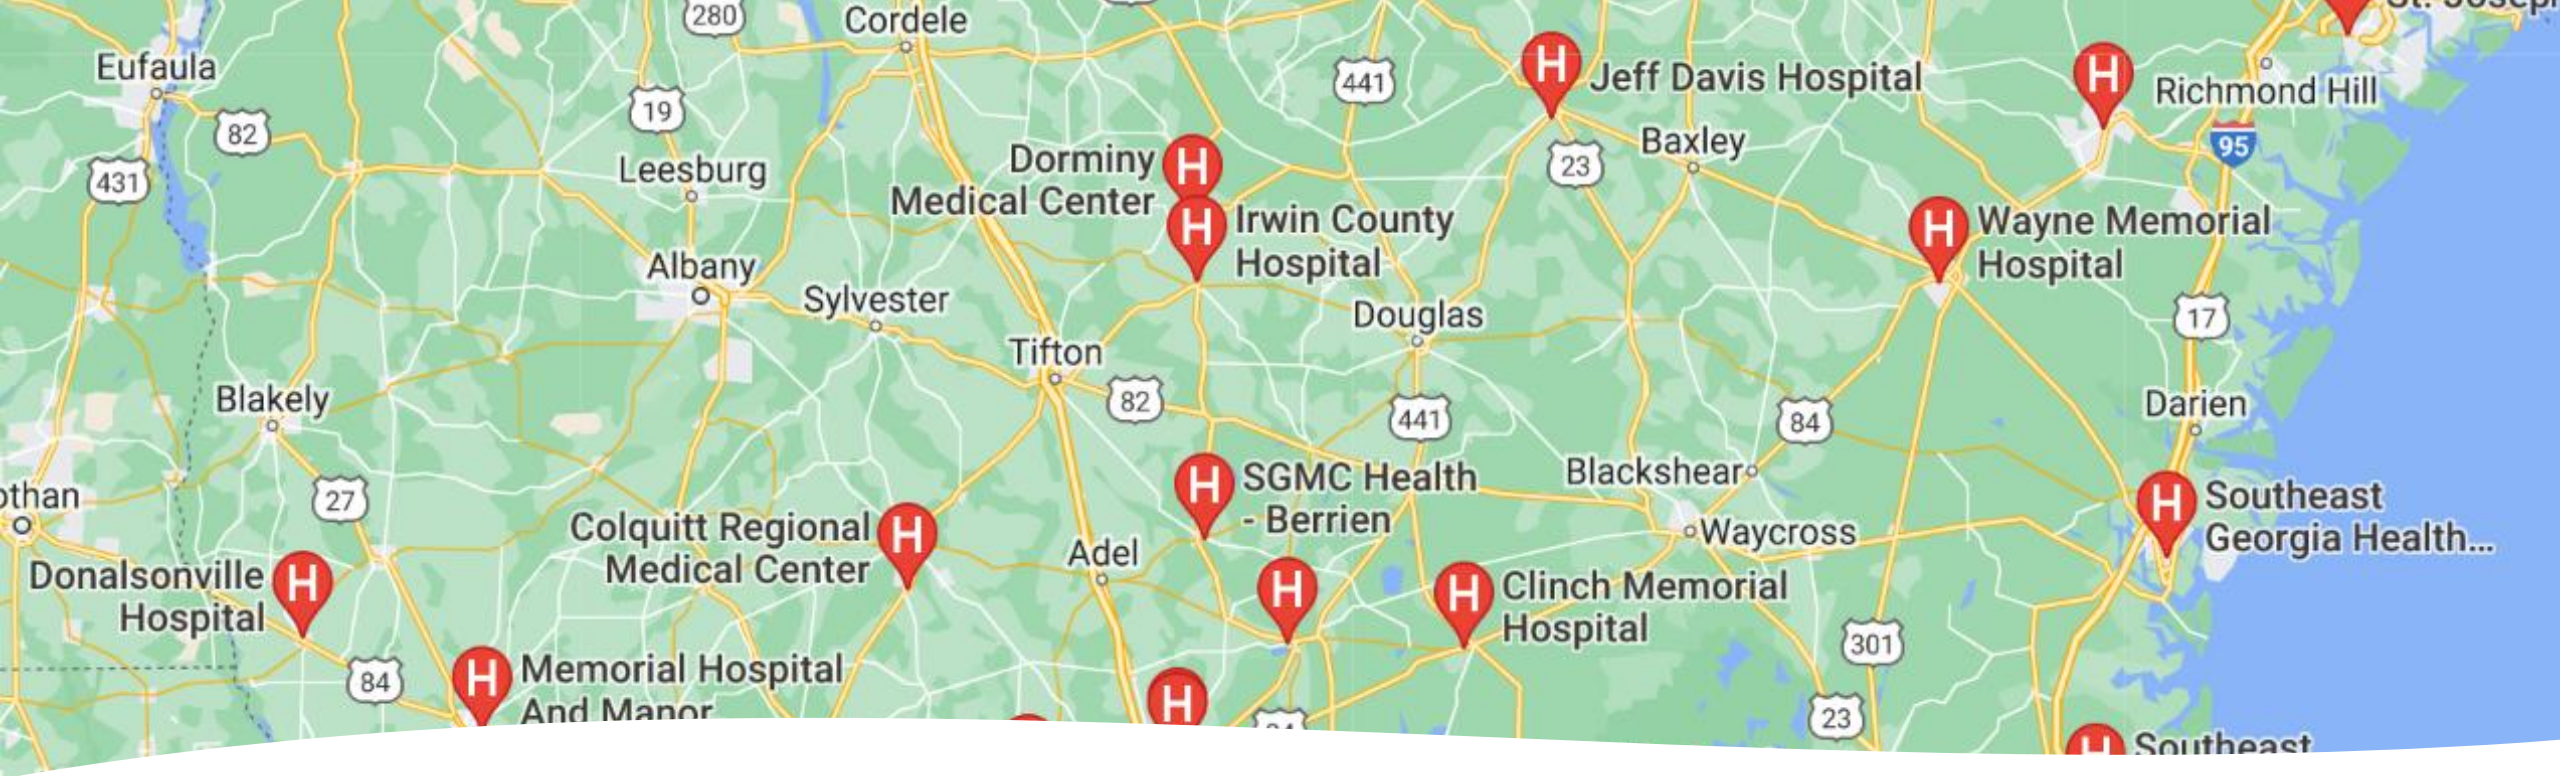 280
Cordele
St. Joseph
Eufaula
82
19
441
H
Jeff Davis Hospital
H
Richmond Hill
431
Leesburg
Dorminy
Medical Center
H
23
Baxley
95
H
Irwin County
Hospital
H
Wayne Memorial
Hospital
Albany
Sylvester
Douglas
17
Tifton
82
Blakely
441
84
Darien
27
H
SGMC Health
- Berrien
Blackshear
H
Southeast
Georgia Health...
Colquitt Regional
Medical Center
H
Adel
Waycross
Donalsonville
Hospital
H
H
H
Clinch Memorial
Hospital
301
84
H
Memorial Hospital
And Manor
H
23
H
Southeast